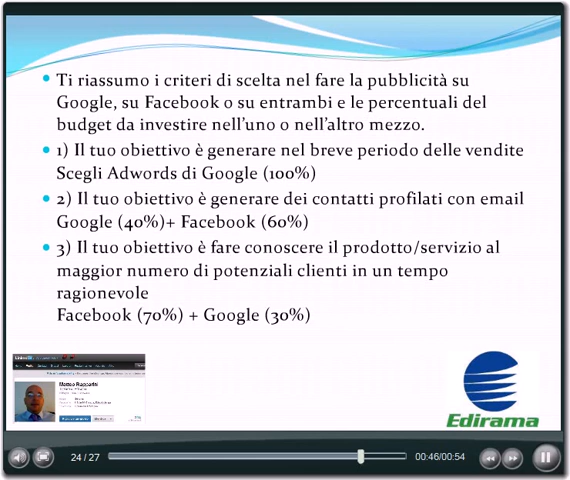 Ti riassumo i criteri di scelta nel fare la pubblicità su
Google, su Facebook o su entrambi e le percentuali del
budget da investire nell'uno o nell'altro mezzo.
1) Il tuo obiettivo è generare nel breve periodo delle vendite
Scegli Adwords di Google (100%)
2) Il tuo obiettivo è generare dei contatti profilati con email
Google (40%)+ Facebook (60%)
3) Il tuo obiettivo è fare conoscere il prodotto/servizio al
maggior numero di potenziali clienti in un tempo
ragionevole
Facebook (70%) + Google (30%)
Matteo Rapparini
Edirama
24 / 27
00:46/00:54